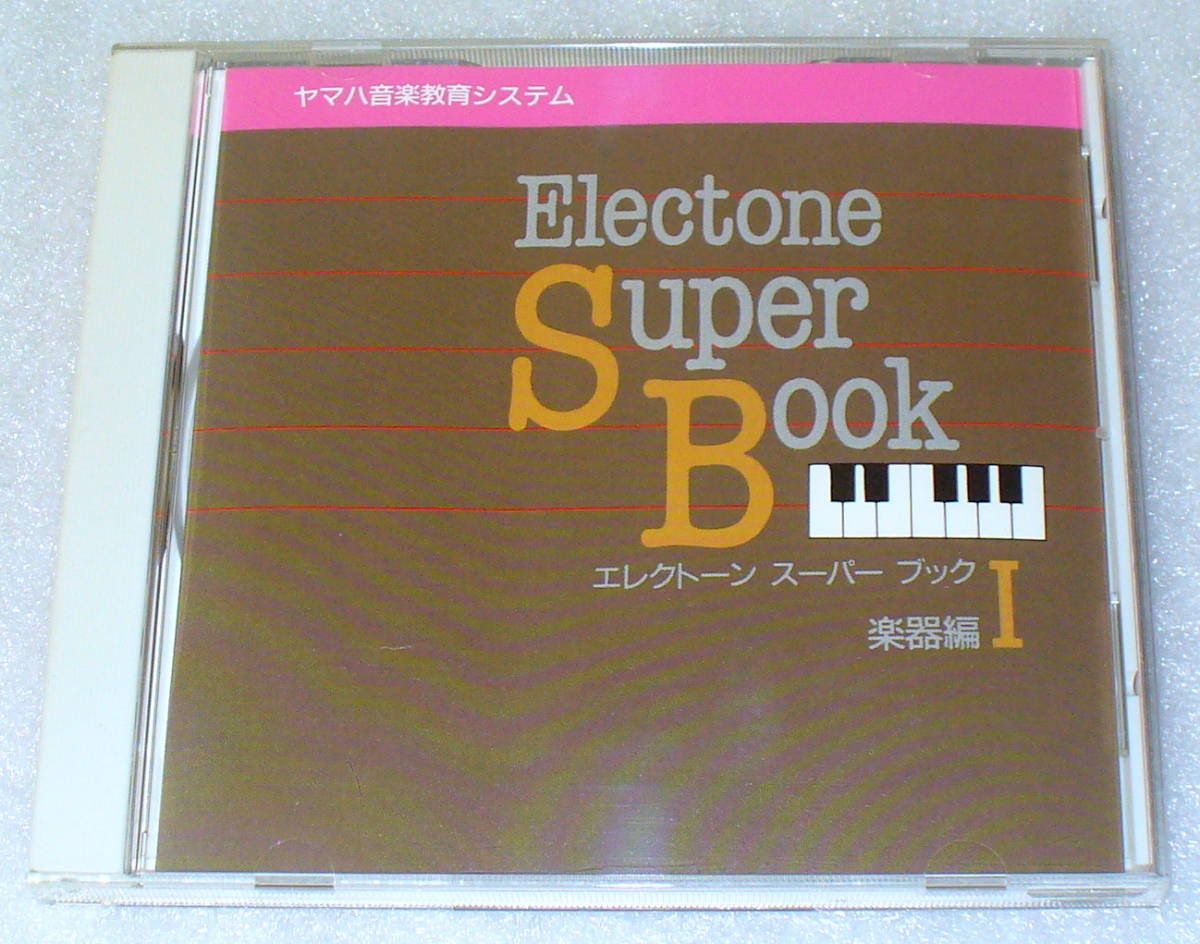 ヤマハ音楽教育システム
Electone
Super
Book
エレクトーン スーパー ブック
楽器編 I